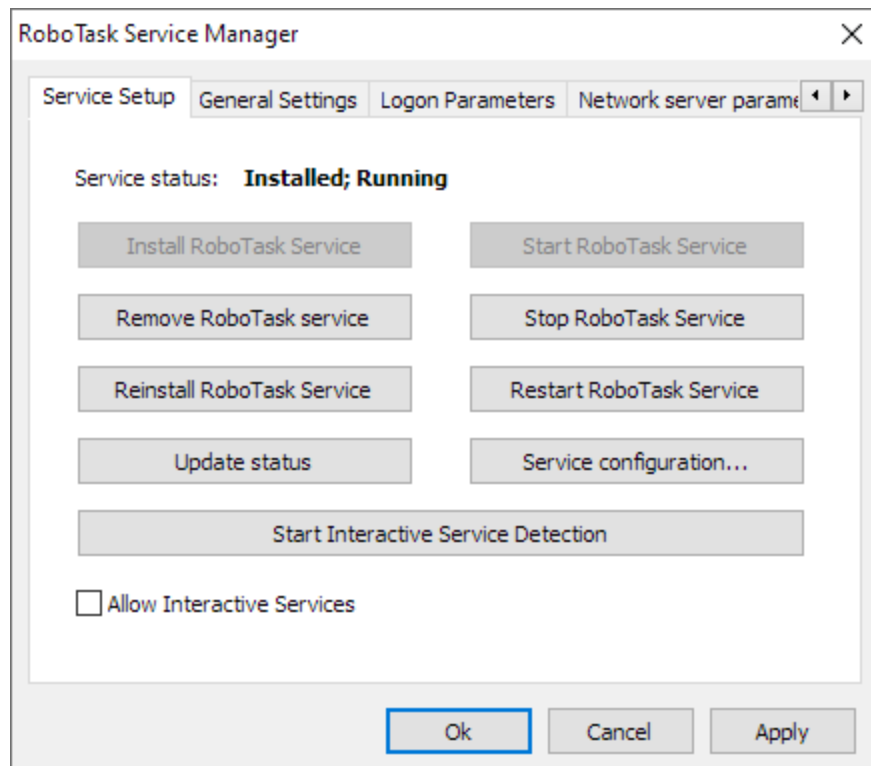 RoboTask Service Manager
Service Setup General Settings Logon Parameters Network server parame
Service status: Installed; Running
Install RoboTask Service Start RoboTask Service
Remove RoboTask service Stop RoboTask Service
Reinstall RoboTask Service Restart RoboTask Service
Update status Service configuration...
Start Interactive Service Detection
Allow Interactive Services
Ok Cancel Apply